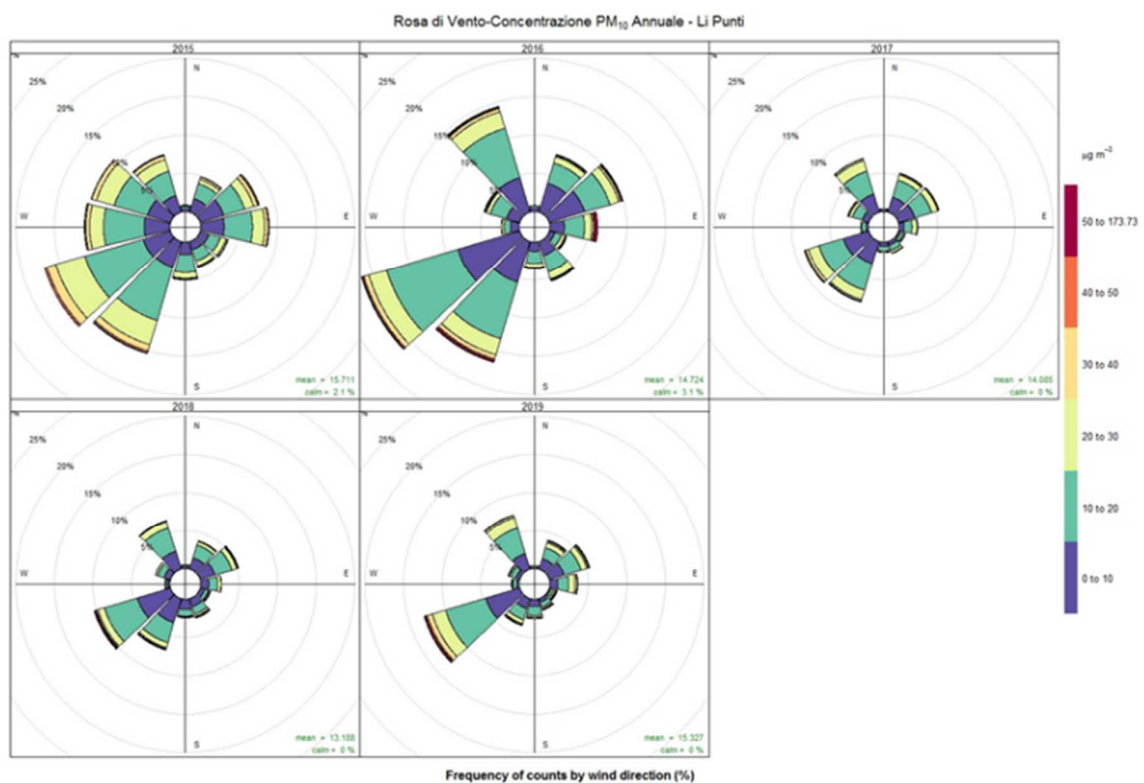 Rosa di Vento-Concentrazione PM₁₀ Annuale - Li Punti
2015
25%
20%
15%
10%
5%
N
W
E
S
mean = 15.711
calm = 2.1 %
2016
25%
20%
15%
10%
5%
N
W
E
S
mean = 14.724
calm = 3.1 %
2017
25%
20%
15%
10%
5%
N
W
E
S
mean = 14.085
calm = 0 %
µg m⁻³
50 to 173.73
40 to 50
30 to 40
20 to 30
10 to 20
0 to 10
2018
25%
20%
15%
10%
5%
N
W
E
S
mean = 13.188
calm = 0 %
2019
25%
20%
15%
10%
5%
N
W
E
S
mean = 15.327
calm = 0 %
Frequency of counts by wind direction (%)